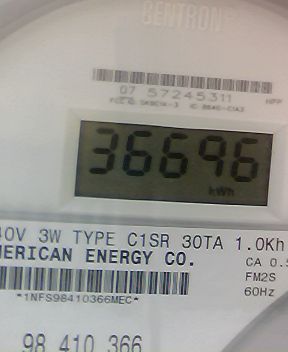 CENTRON
07 57245311
36696
kWh
40V 3W TYPE C1SR 30TA 1.0Kh
MERICAN ENERGY CO.
CA 0.5
FM2S
*1NFS98410366MEC*
60Hz
98 410 366